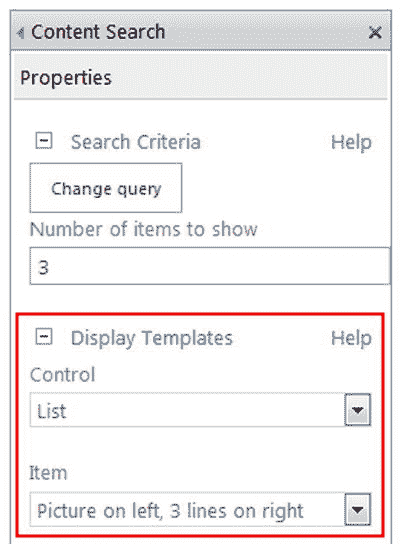 Content Search
Properties
Search Criteria Help
Change query
Number of items to show
3
Display Templates Help
Control
List
Item
Picture on left, 3 lines on right